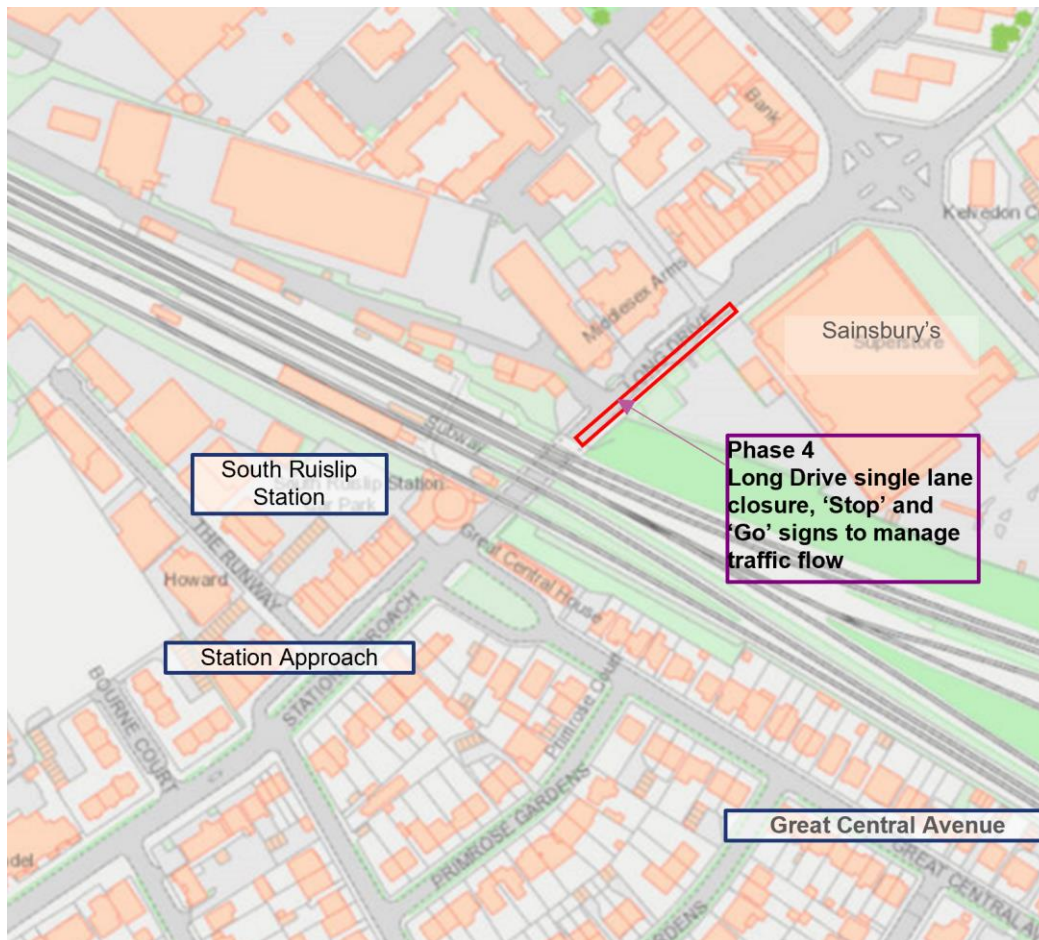 Bank
Kelvedon C
Middlesex Arms
LONG DRIVE
Sainsbury's
Superstore
Subway
Phase 4
Long Drive single lane
closure, ‘Stop’ and
‘Go’ signs to manage
traffic flow
South Ruislip
Station
South Ruislip Station
Car Park
Great Central House
THE RUNWAY
Howard
Station Approach
STATION APPROACH
BOURNE COURT
Primrose Court
PRIMROSE GARDENS
Great Central Avenue
GREAT CENTRAL AV
del
GARDENS